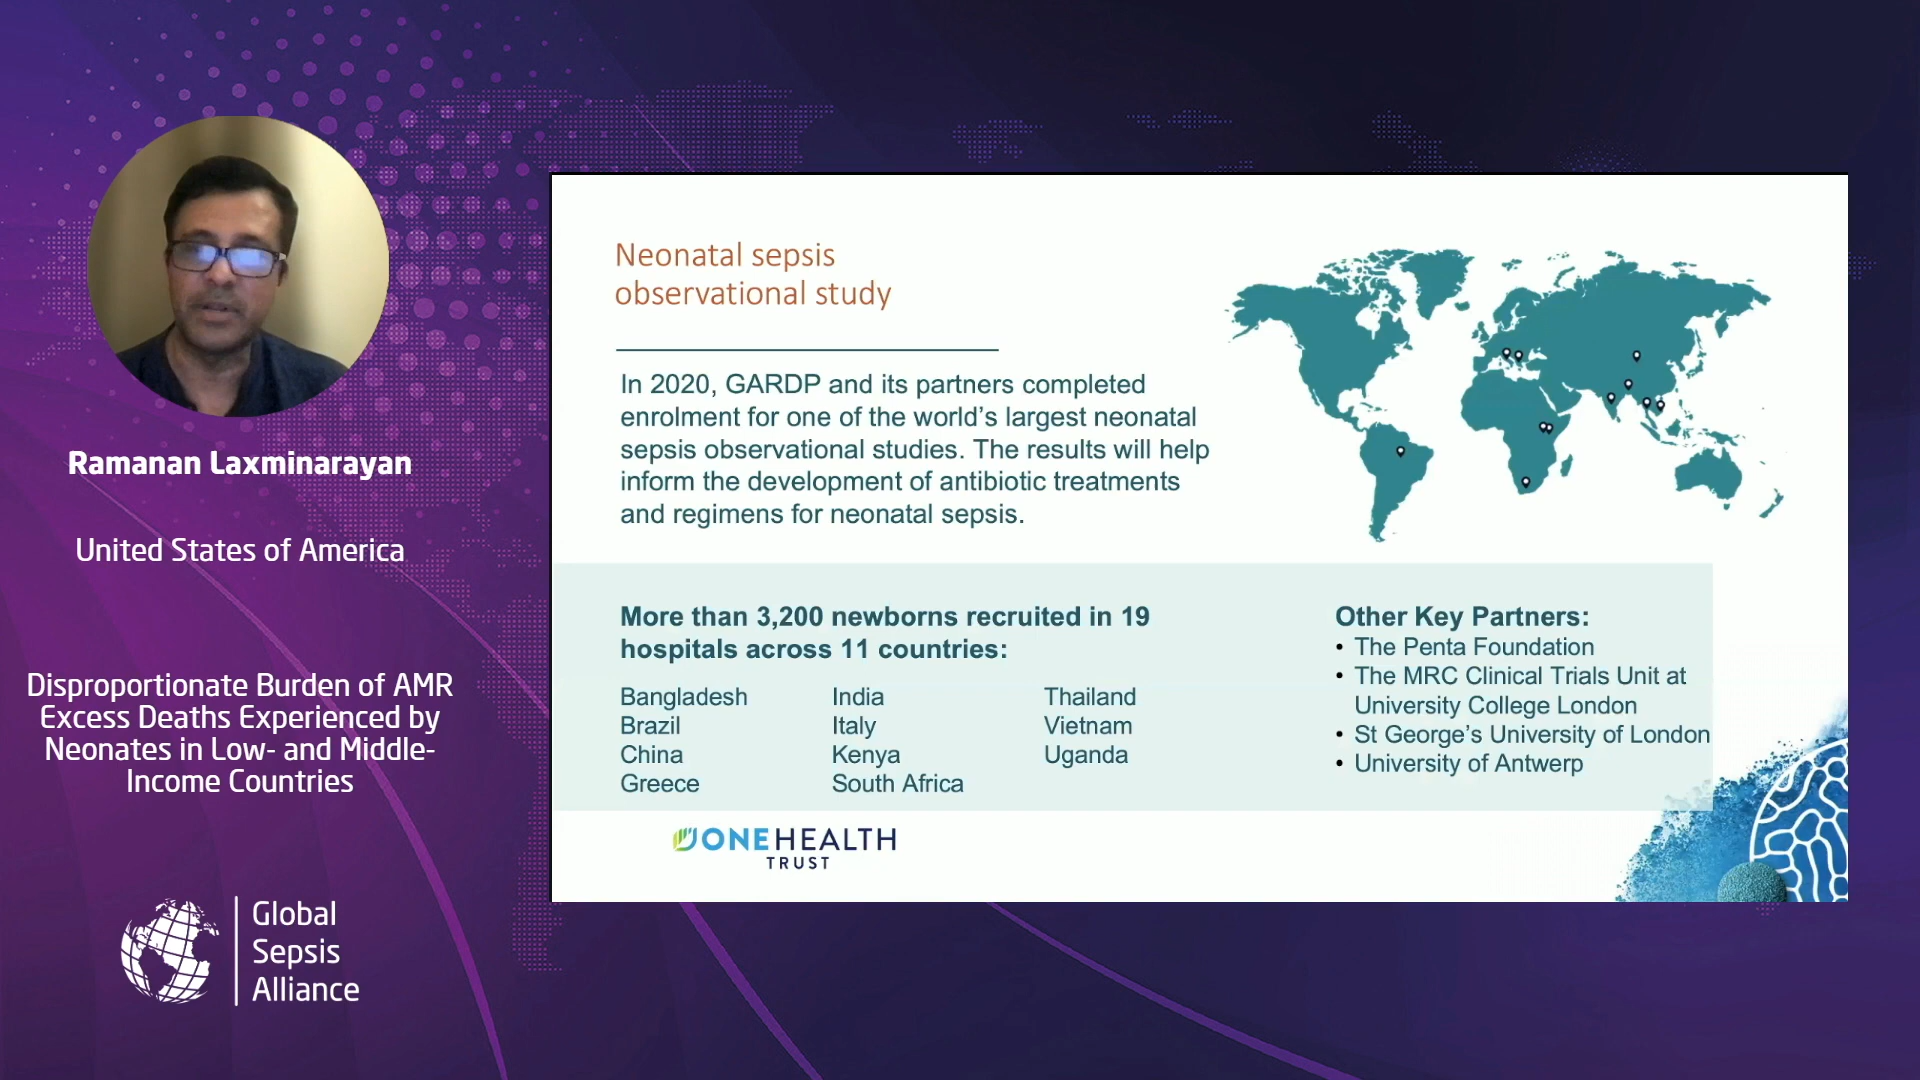 Ramanan Laxminarayan
United States of America
Disproportionate Burden of AMR
Excess Deaths Experienced by
Neonates in Low- and Middle-
Income Countries
Global
Sepsis
Alliance
Neonatal sepsis
observational study
In 2020, GARDP and its partners completed
enrolment for one of the world’s largest neonatal
sepsis observational studies. The results will help
inform the development of antibiotic treatments
and regimens for neonatal sepsis.
More than 3,200 newborns recruited in 19
hospitals across 11 countries:
Bangladesh
Brazil
China
Greece
India
Italy
Kenya
South Africa
Thailand
Vietnam
Uganda
Other Key Partners:
• The Penta Foundation
• The MRC Clinical Trials Unit at
University College London
• St George’s University of London
• University of Antwerp
ONEHEALTH
TRUST